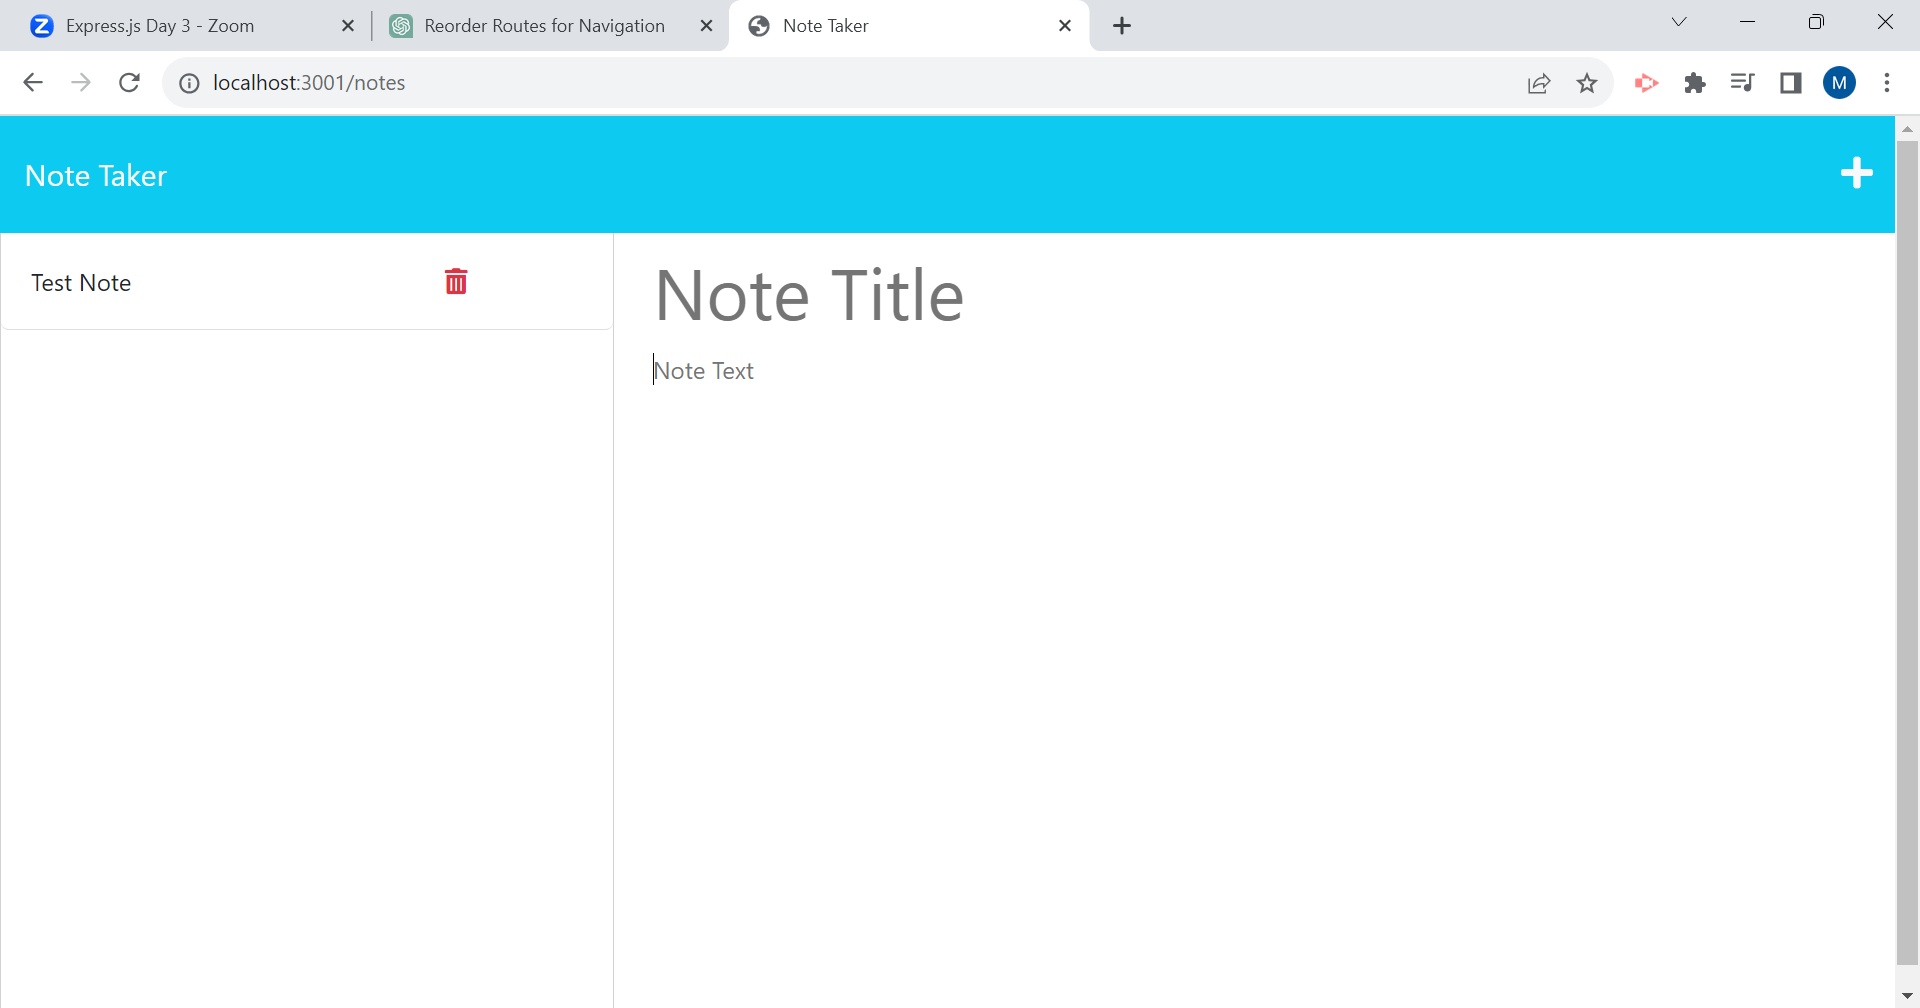 Express.js Day 3 - Zoom
Reorder Routes for Navigation
Note Taker
localhost:3001/notes
M
Note Taker
Test Note
Note Title
Note Text